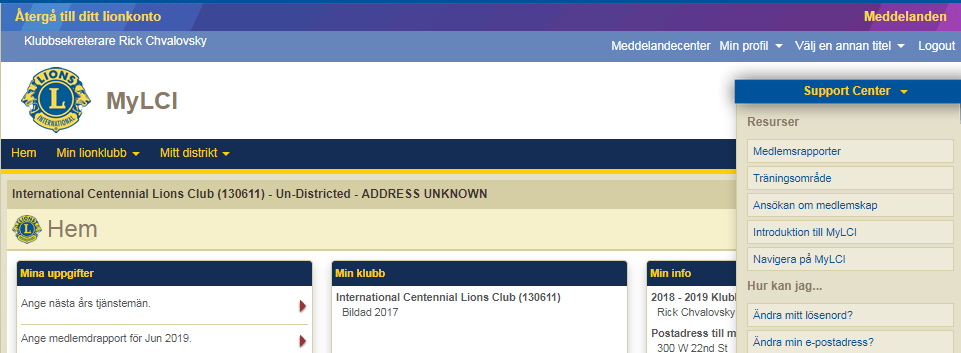 Återgå till ditt lionkonto
Meddelanden
Klubbsekreterare Rick Chvalovsky
Meddelandecenter Min profil Välj en annan titel Logout
LIONS
L
INTERNATIONAL
MyLCI
Support Center
Resurser
Medlemsrapporter
Träningsområde
Ansökan om medlemskap
Introduktion till MyLCI
Navigera på MyLCI
Hur kan jag...
Ändra mitt lösenord?
Ändra min e-postadress?
Hem Min lionklubb Mitt distrikt
International Centennial Lions Club (130611) - Un-Districted - ADDRESS UNKNOWN
LIONS
L
Hem
Mina uppgifter
Ange nästa års tjänstemän.
Ange medlemdrapport för Jun 2019.
Min klubb
International Centennial Lions Club (130611)
Bildad 2017
Min info
2018 - 2019 Klubb
Rick Chvalovsky
Postadress till m
300 W 22nd St